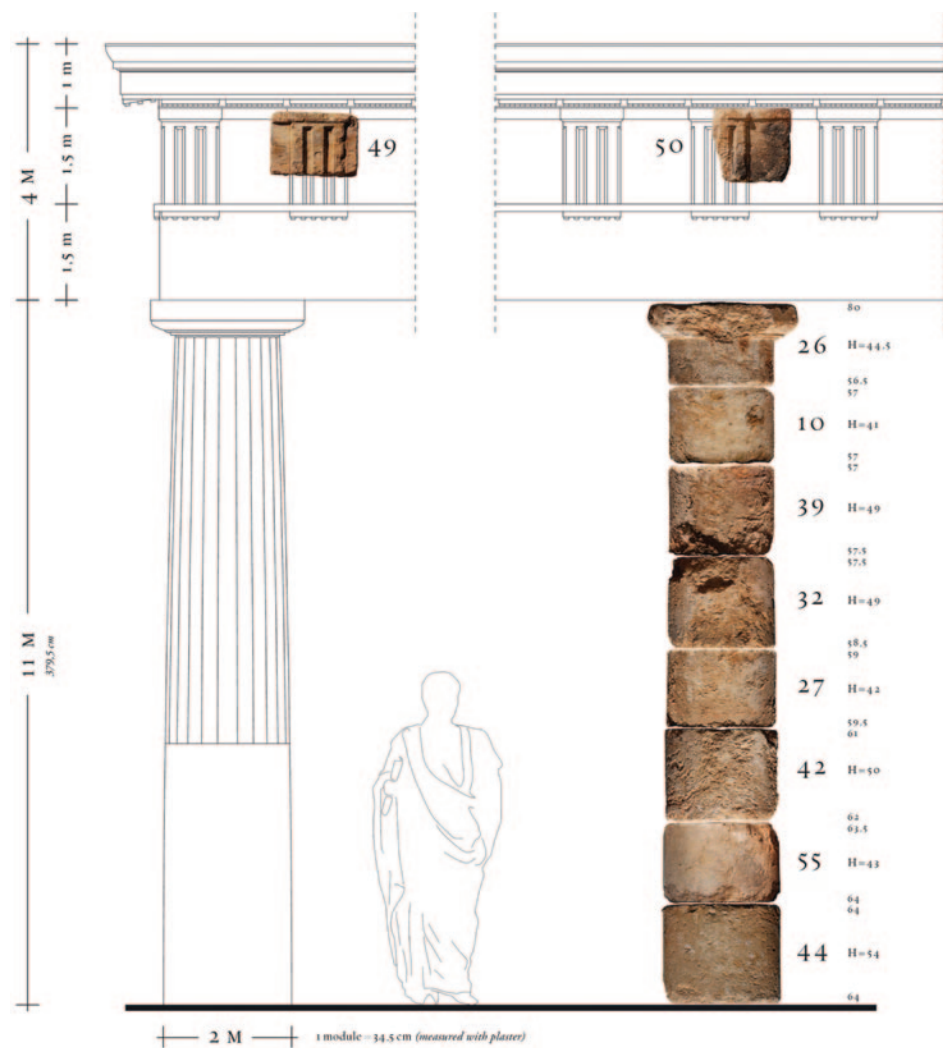 1 m
49
50
1,5 m
4 M
1,5 m
80
26 H=44,5
56,5
57
10 H=41
57
57
39 H=49
57,5
57,5
32 H=49
58,5
59
11 M
379,5 cm
27 H=42
59,5
61
42 H=50
62
63,5
55 H=43
64
64
44 H=54
64
2 M
1 module = 34,5 cm (measured with plaster)